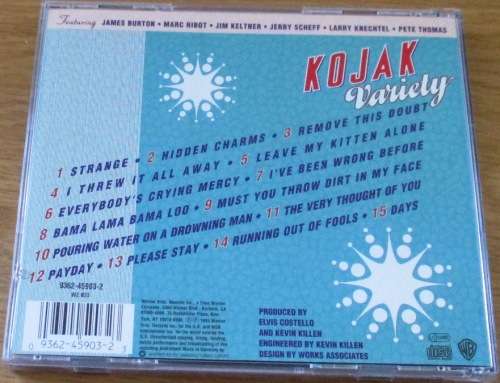 Featuring JAMES BURTON • MARC RIBOT • JIM KELTNER • JERRY SCHEFF • LARRY KNECHTEL • PETE THOMAS
KOJAK
Variety
1 STRANGE • 2 HIDDEN CHARMS • 3 REMOVE THIS DOUBT
4 I THREW IT ALL AWAY • 5 LEAVE MY KITTEN ALONE
6 EVERYBODY'S CRYING MERCY • 7 I'VE BEEN WRONG BEFORE
8 BAMA LAMA BAMA LOO • 9 MUST YOU THROW DIRT IN MY FACE
10 POURING WATER ON A DROWNING MAN • 11 THE VERY THOUGHT OF YOU
12 PAYDAY • 13 PLEASE STAY • 14 RUNNING OUT OF FOOLS • 15 DAYS
9362-45903-2
0 9362-45903-2
PRODUCED BY
ELVIS COSTELLO
AND KEVIN KILLEN
ENGINEERED BY KEVIN KILLEN
DESIGN BY WORKS ASSOCIATES